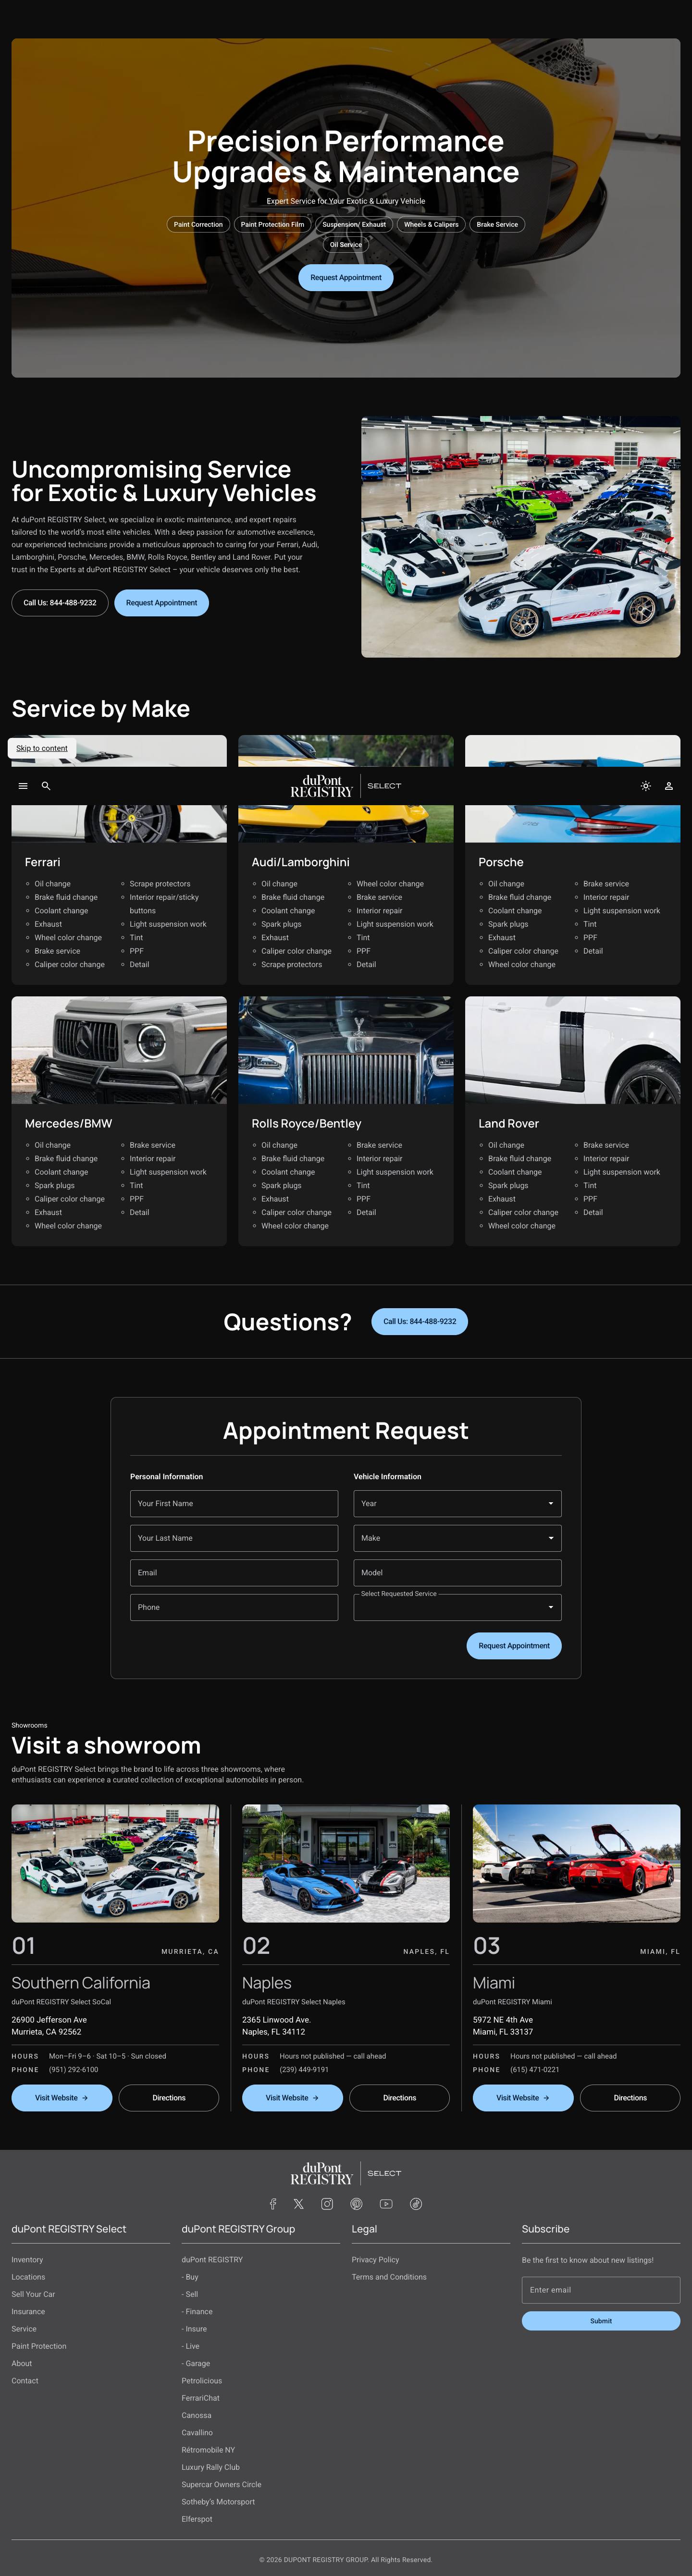 Precision Performance
Upgrades & Maintenance
Expert Service for Your Exotic & Luxury Vehicle
Paint Correction
Paint Protection Film
Suspension/ Exhaust
Wheels & Calipers
Brake Service
Oil Service
Request Appointment
Uncompromising Service
for Exotic & Luxury Vehicles
At duPont REGISTRY Select, we specialize in exotic maintenance, and expert repairs
tailored to the world's most elite vehicles. With a deep passion for automotive excellence,
our experienced technicians provide a meticulous approach to caring for your Ferrari, Audi,
Lamborghini, Porsche, Mercedes, BMW, Rolls Royce, Bentley and Land Rover. Put your
trust in the Experts at duPont REGISTRY Select – your vehicle deserves only the best.
Call Us: 844-488-9232
Request Appointment
Service by Make
Skip to content
duPont
REGISTRY
SELECT
Ferrari
Oil change
Brake fluid change
Coolant change
Exhaust
Wheel color change
Brake service
Caliper color change
Scrape protectors
Interior repair/sticky
buttons
Light suspension work
Tint
PPF
Detail
Audi/Lamborghini
Oil change
Brake fluid change
Coolant change
Spark plugs
Exhaust
Caliper color change
Scrape protectors
Wheel color change
Brake service
Interior repair
Light suspension work
Tint
PPF
Detail
Porsche
Oil change
Brake fluid change
Coolant change
Spark plugs
Exhaust
Caliper color change
Wheel color change
Brake service
Interior repair
Light suspension work
Tint
PPF
Detail
Mercedes/BMW
Oil change
Brake fluid change
Coolant change
Spark plugs
Caliper color change
Exhaust
Wheel color change
Brake service
Interior repair
Light suspension work
Tint
PPF
Detail
Rolls Royce/Bentley
Oil change
Brake fluid change
Coolant change
Spark plugs
Exhaust
Caliper color change
Wheel color change
Brake service
Interior repair
Light suspension work
Tint
PPF
Detail
Land Rover
Oil change
Brake fluid change
Coolant change
Spark plugs
Exhaust
Caliper color change
Wheel color change
Brake service
Interior repair
Light suspension work
Tint
PPF
Detail
Questions?
Call Us: 844-488-9232
Appointment Request
Personal Information
Your First Name
Your Last Name
Email
Phone
Vehicle Information
Year
Make
Model
Select Requested Service
Request Appointment
Showrooms
Visit a showroom
duPont REGISTRY Select brings the brand to life across three showrooms, where
enthusiasts can experience a curated collection of exceptional automobiles in person.
01
MURRIETA, CA
Southern California
duPont REGISTRY Select SoCal
26900 Jefferson Ave
Murrieta, CA 92562
HOURS Mon–Fri 9–6 · Sat 10–5 · Sun closed
PHONE (951) 292-6100
Visit Website →
Directions
02
NAPLES, FL
Naples
duPont REGISTRY Select Naples
2365 Linwood Ave.
Naples, FL 34112
HOURS Hours not published — call ahead
PHONE (239) 449-9191
Visit Website →
Directions
03
MIAMI, FL
Miami
duPont REGISTRY Miami
5972 NE 4th Ave
Miami, FL 33137
HOURS Hours not published — call ahead
PHONE (615) 471-0221
Visit Website →
Directions
duPont
REGISTRY
SELECT
duPont REGISTRY Select
Inventory
Locations
Sell Your Car
Insurance
Service
Paint Protection
About
Contact
duPont REGISTRY Group
duPont REGISTRY
- Buy
- Sell
- Finance
- Insure
- Live
- Garage
Petrolicious
FerrariChat
Canossa
Cavallino
Rétromobile NY
Luxury Rally Club
Supercar Owners Circle
Sotheby's Motorsport
Elferspot
Legal
Privacy Policy
Terms and Conditions
Subscribe
Be the first to know about new listings!
Enter email
Submit
© 2026 DUPONT REGISTRY GROUP. All Rights Reserved.